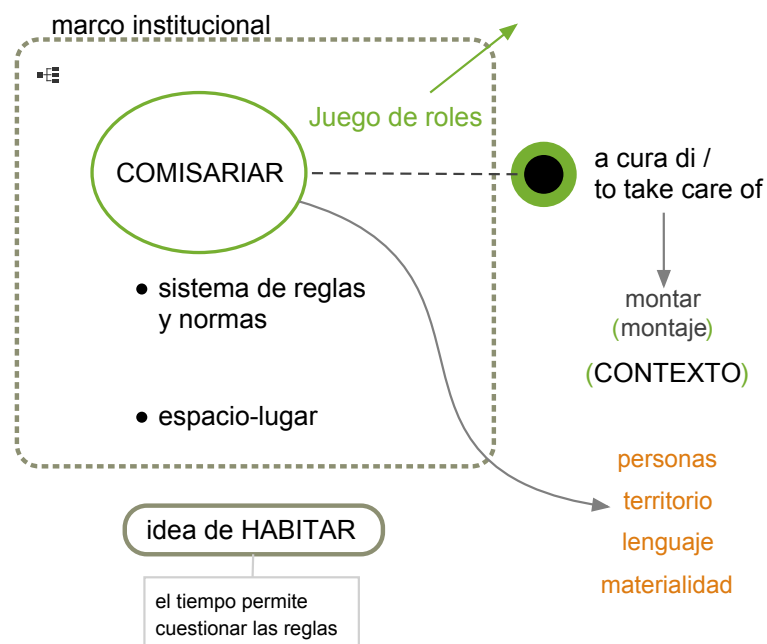 marco institucional
Juego de roles
COMISARIAR
a cura di /
to take care of
● sistema de reglas
y normas
montar
(montaje)
(CONTEXTO)
● espacio-lugar
personas
territorio
lenguaje
materialidad
idea de HABITAR
el tiempo permite
cuestionar las reglas